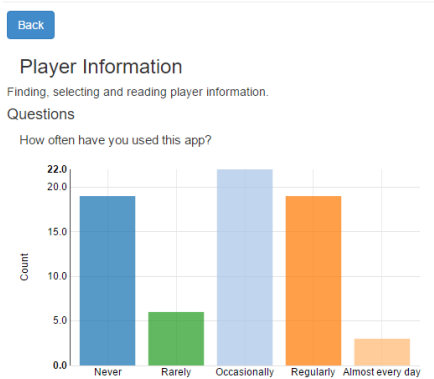 Back
Player Information
Finding, selecting and reading player information.
Questions
How often have you used this app?
22.0
20.0
15.0
10.0
5.0
0.0
Count
Never Rarely Occasionally Regularly Almost every day